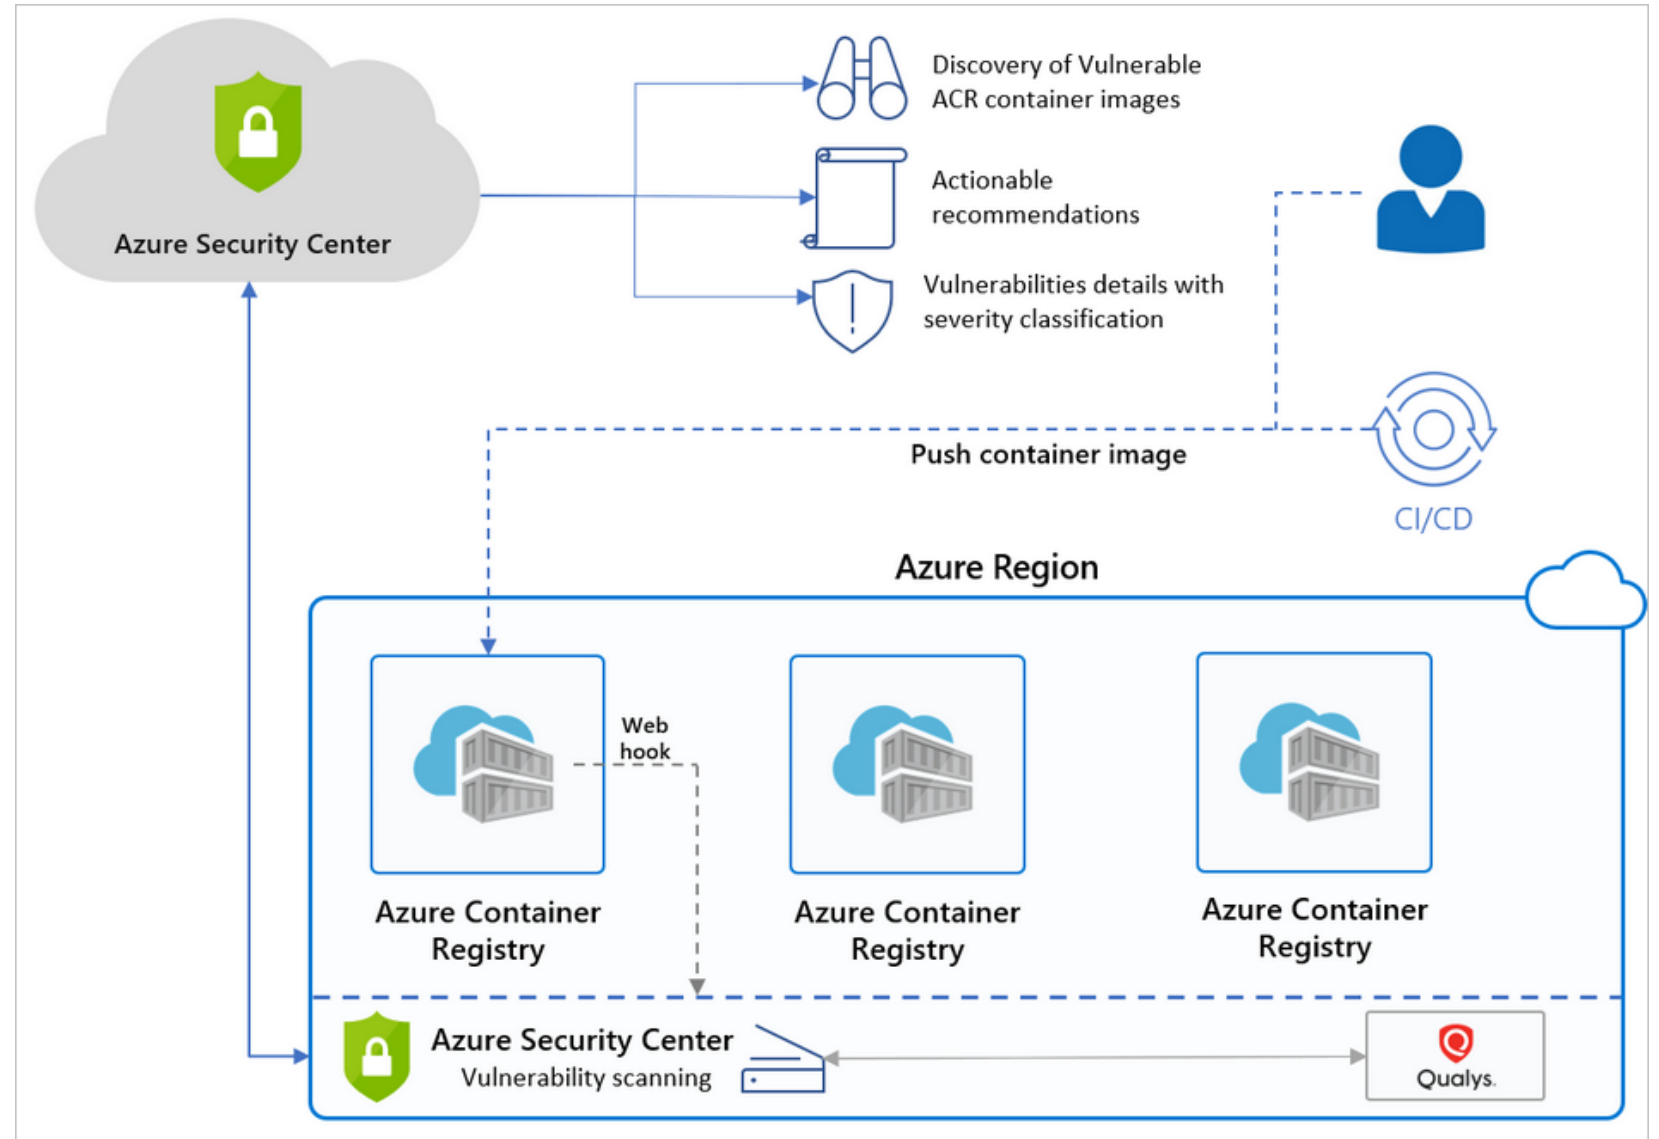 Discovery of Vulnerable
ACR container images
Actionable
recommendations
Azure Security Center
Vulnerabilities details with
severity classification
Push container image
CI/CD
Azure Region
Web
hook
Azure Container
Registry
Azure Container
Registry
Azure Container
Registry
Azure Security Center
Vulnerability scanning
Qualys.